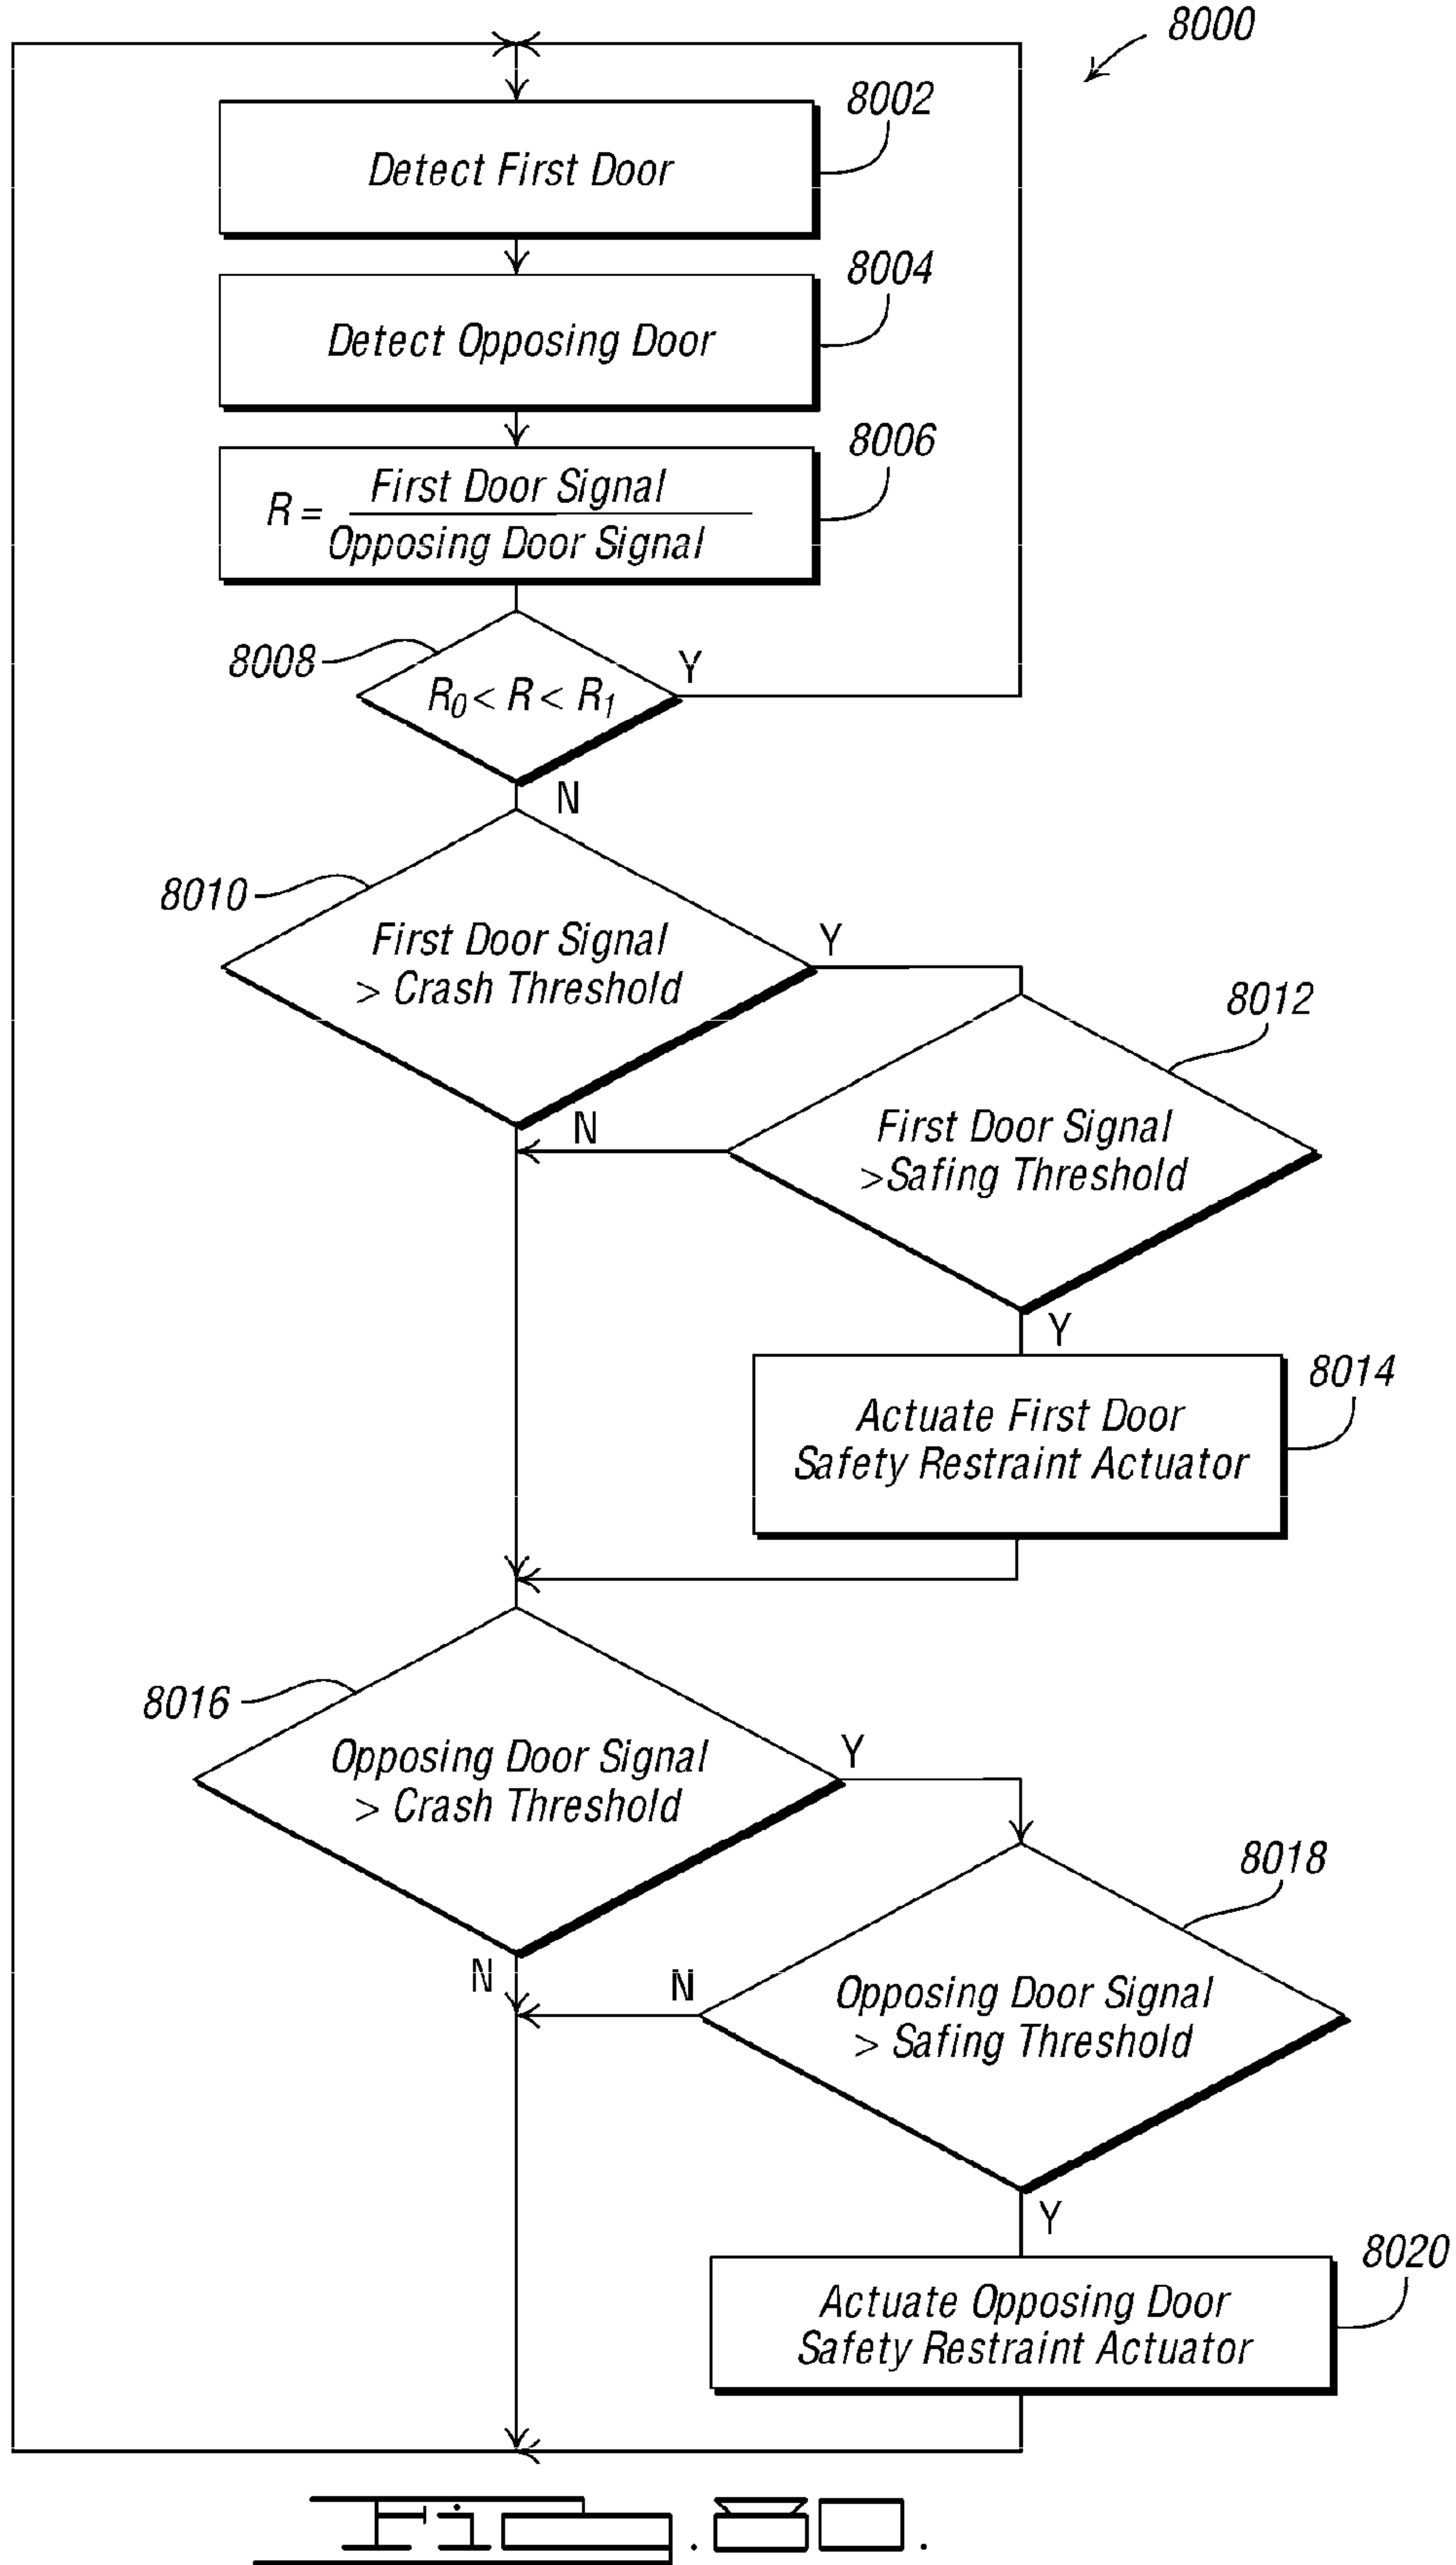 8000
8002
Detect First Door
8004
Detect Opposing Door
8006
R = First Door Signal
Opposing Door Signal
8008
R0 < R < R1
Y
N
8010
First Door Signal
> Crash Threshold
Y
8012
N
First Door Signal
>Safing Threshold
Y
8014
Actuate First Door
Safety Restraint Actuator
8016
Opposing Door Signal
> Crash Threshold
Y
8018
N
N
Opposing Door Signal
> Safing Threshold
Y
8020
Actuate Opposing Door
Safety Restraint Actuator